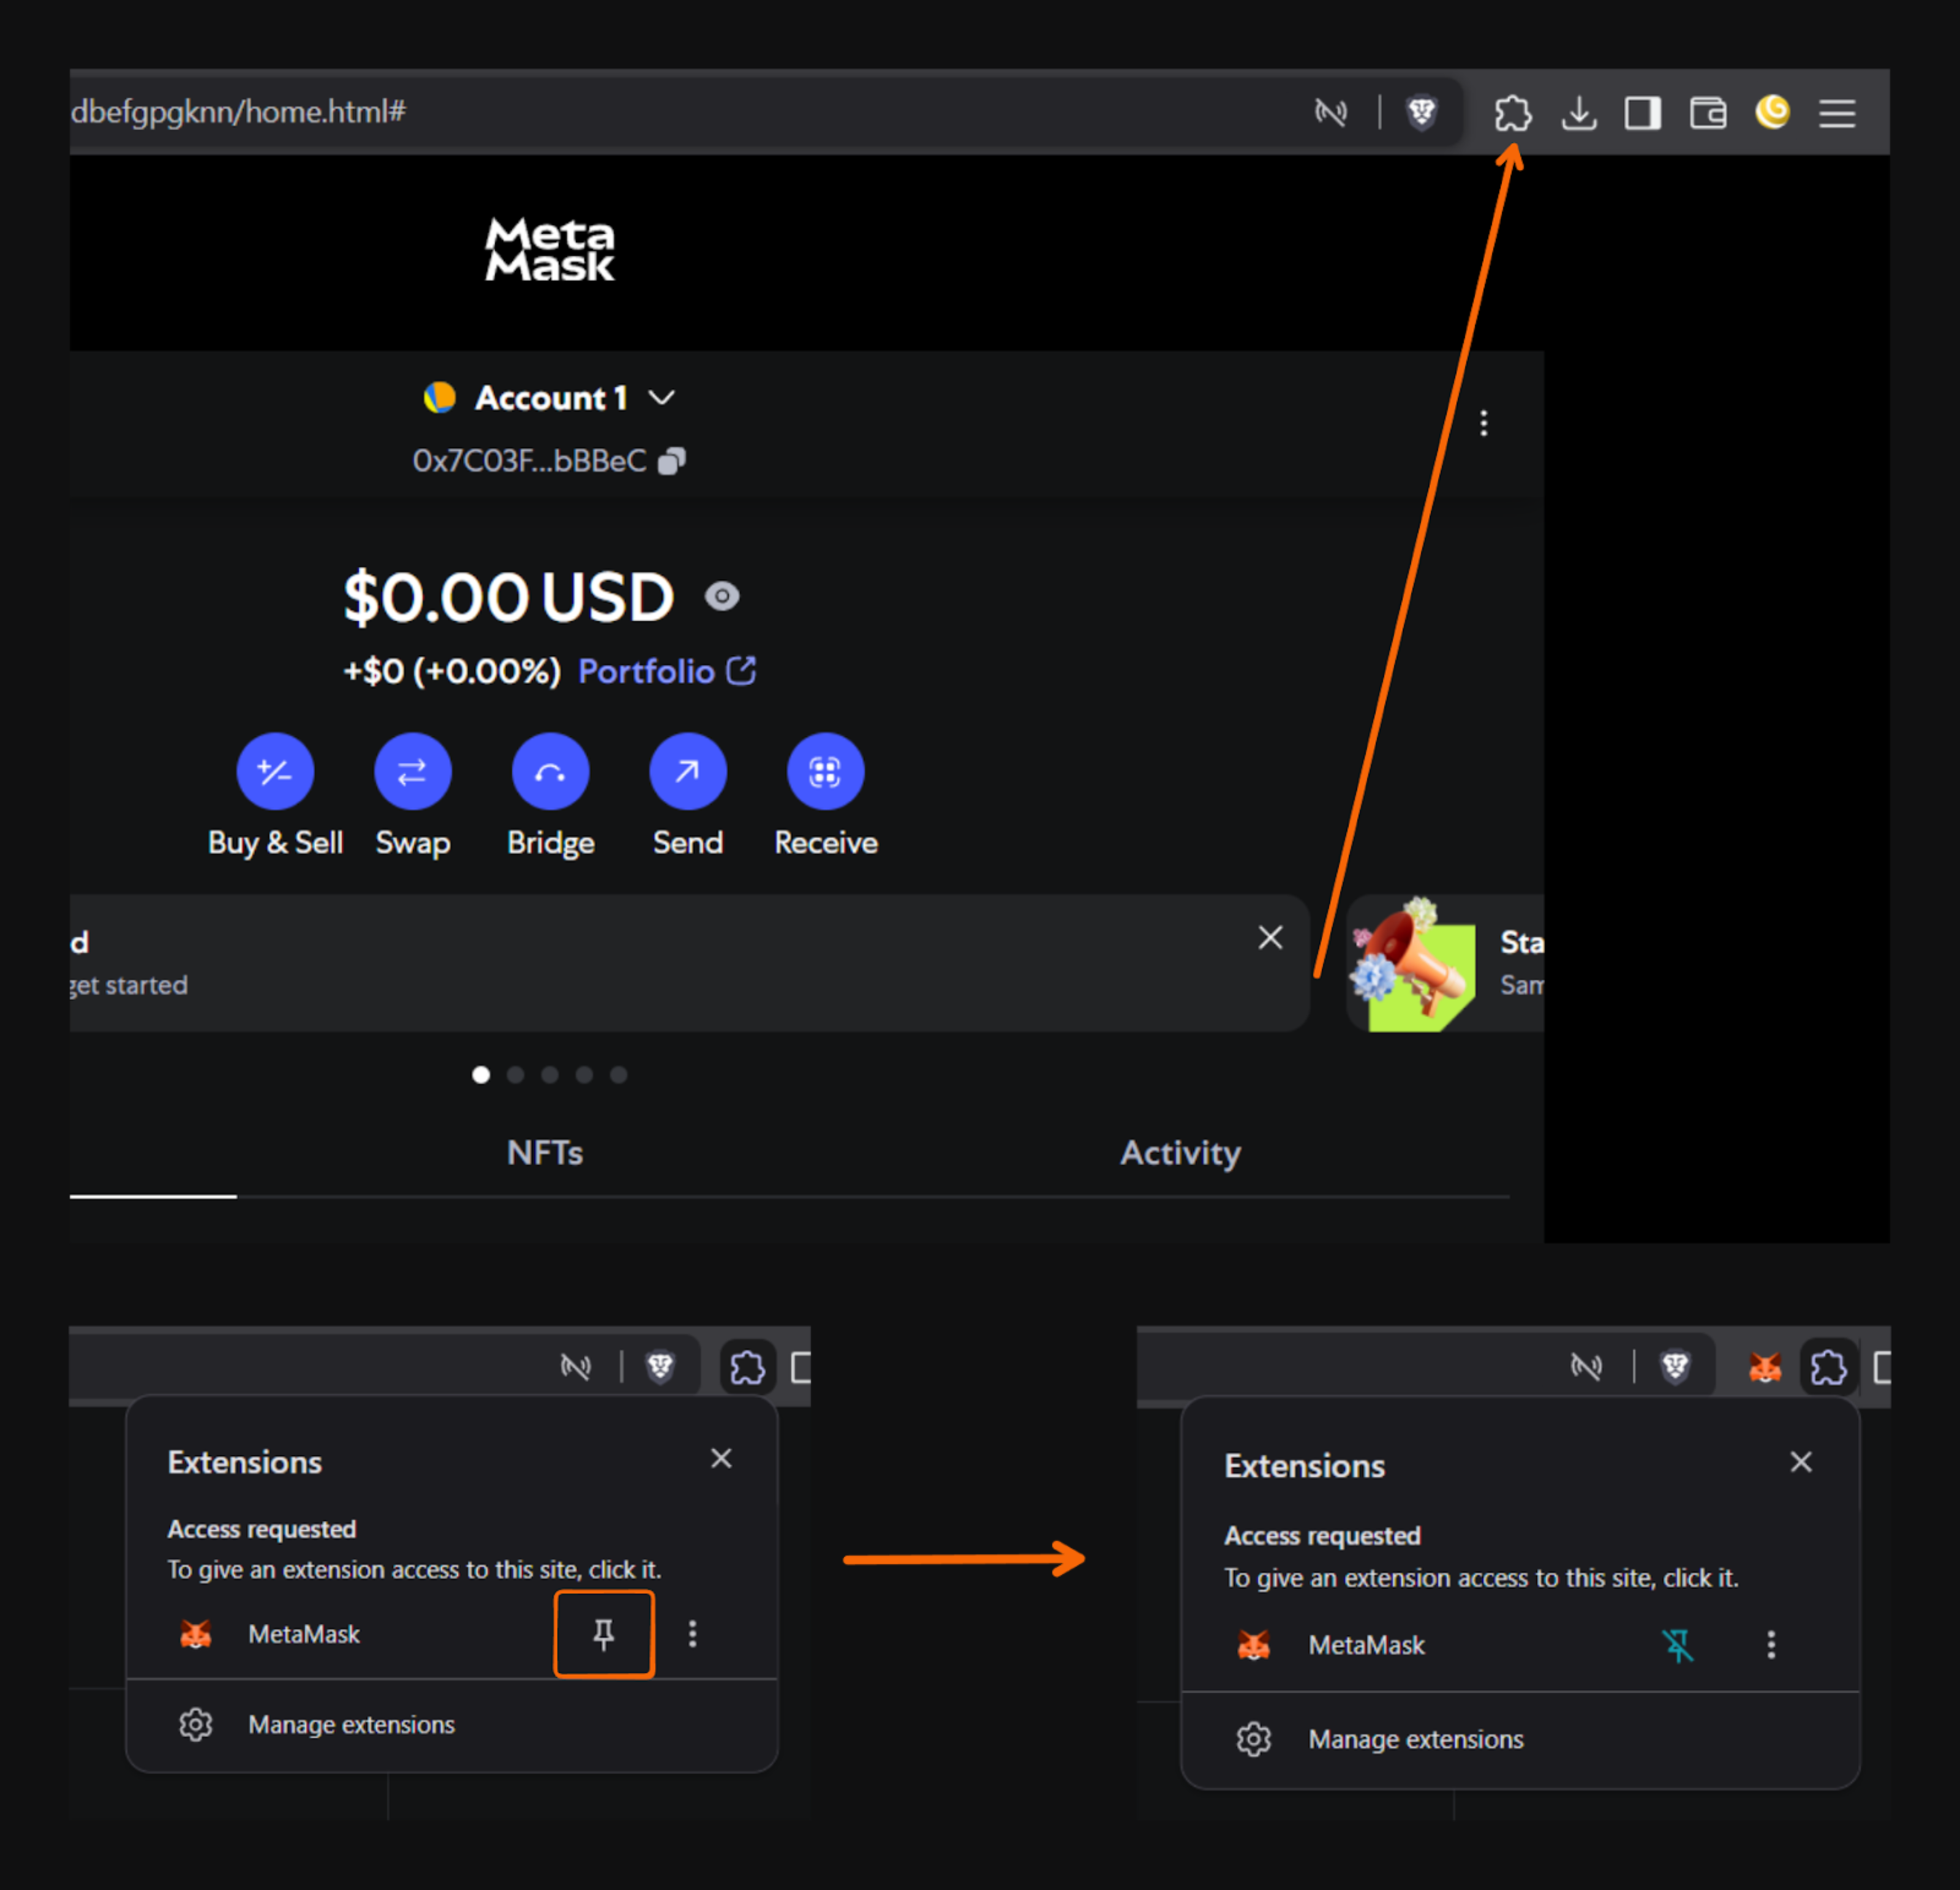 dbefgpgknn/home.html#
Meta
Mask
Account 1
0x7C03F...bBBeC
$0.00 USD
+$0 (+0.00%) Portfolio
Buy & Sell Swap Bridge Send Receive
d
get started
Sta
Sam
NFTs Activity
Extensions
Access requested
To give an extension access to this site, click it.
MetaMask
Manage extensions
Extensions
Access requested
To give an extension access to this site, click it.
MetaMask
Manage extensions